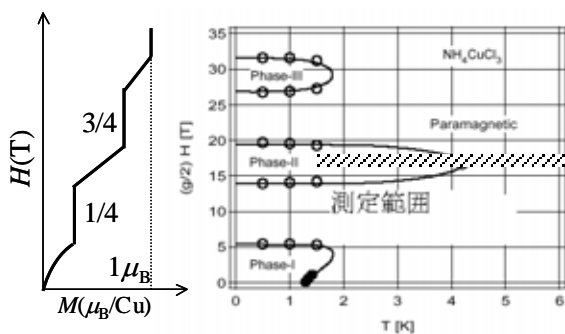 H(T)
3/4
1/4
1μB
M(μB/Cu)
(g/2) H [T]
35
30
25
20
15
10
5
0
NH4CuCl3
Phase-III
Paramagnetic
Phase-II
測定範囲
Phase-I
0 1 2 3 4 5 6
T [K]